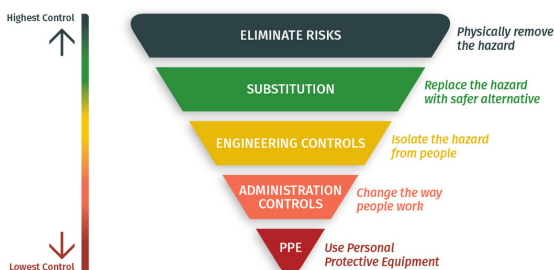 Highest Control
ELIMINATE RISKS
Physically remove
the hazard
SUBSTITUTION
Replace the hazard
with safer alternative
ENGINEERING CONTROLS
Isolate the hazard
from people
ADMINISTRATION
CONTROLS
Change the way
people work
PPE
Use Personal
Protective Equipment
Lowest Control